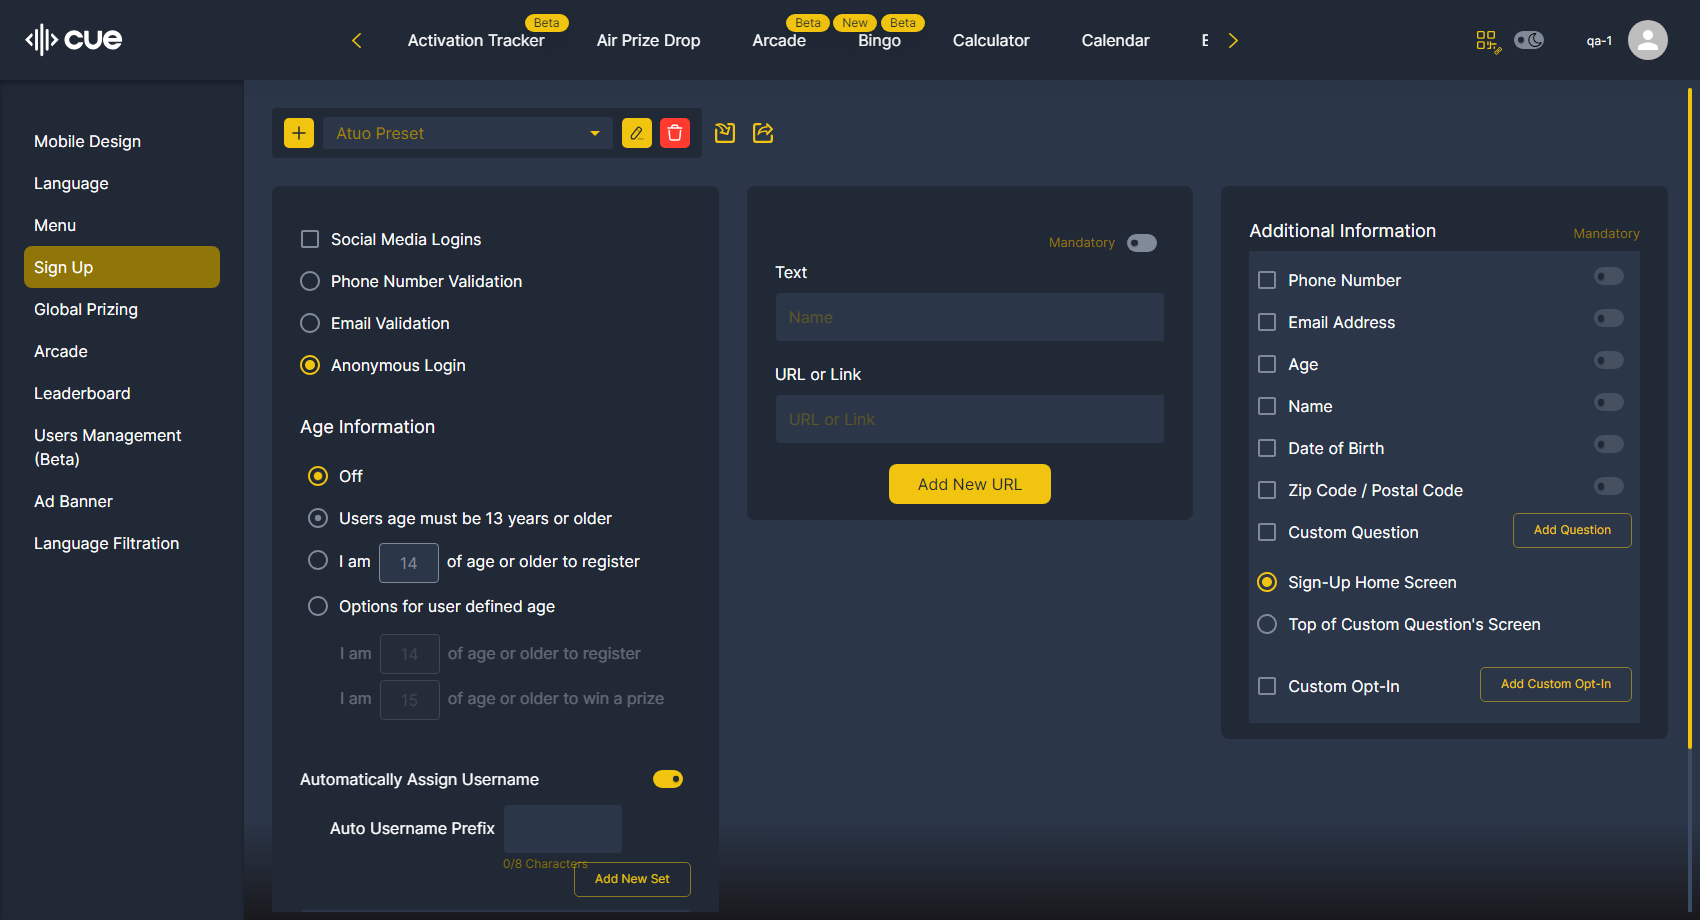 cue
Beta
Beta
New
Beta
Activation Tracker
Air Prize Drop
Arcade
Bingo
Calculator
Calendar
qa-1
Mobile Design
Language
Menu
Sign Up
Global Prizing
Arcade
Leaderboard
Users Management
(Beta)
Ad Banner
Language Filtration
Atuo Preset
Social Media Logins
Phone Number Validation
Email Validation
Anonymous Login
Age Information
Off
Users age must be 13 years or older
I am 14 of age or older to register
Options for user defined age
I am 14 of age or older to register
I am 15 of age or older to win a prize
Automatically Assign Username
Auto Username Prefix
0/8 Characters
Add New Set
Mandatory
Text
Name
URL or Link
URL or Link
Add New URL
Additional Information
Mandatory
Phone Number
Email Address
Age
Name
Date of Birth
Zip Code / Postal Code
Custom Question
Add Question
Sign-Up Home Screen
Top of Custom Question's Screen
Custom Opt-In
Add Custom Opt-In